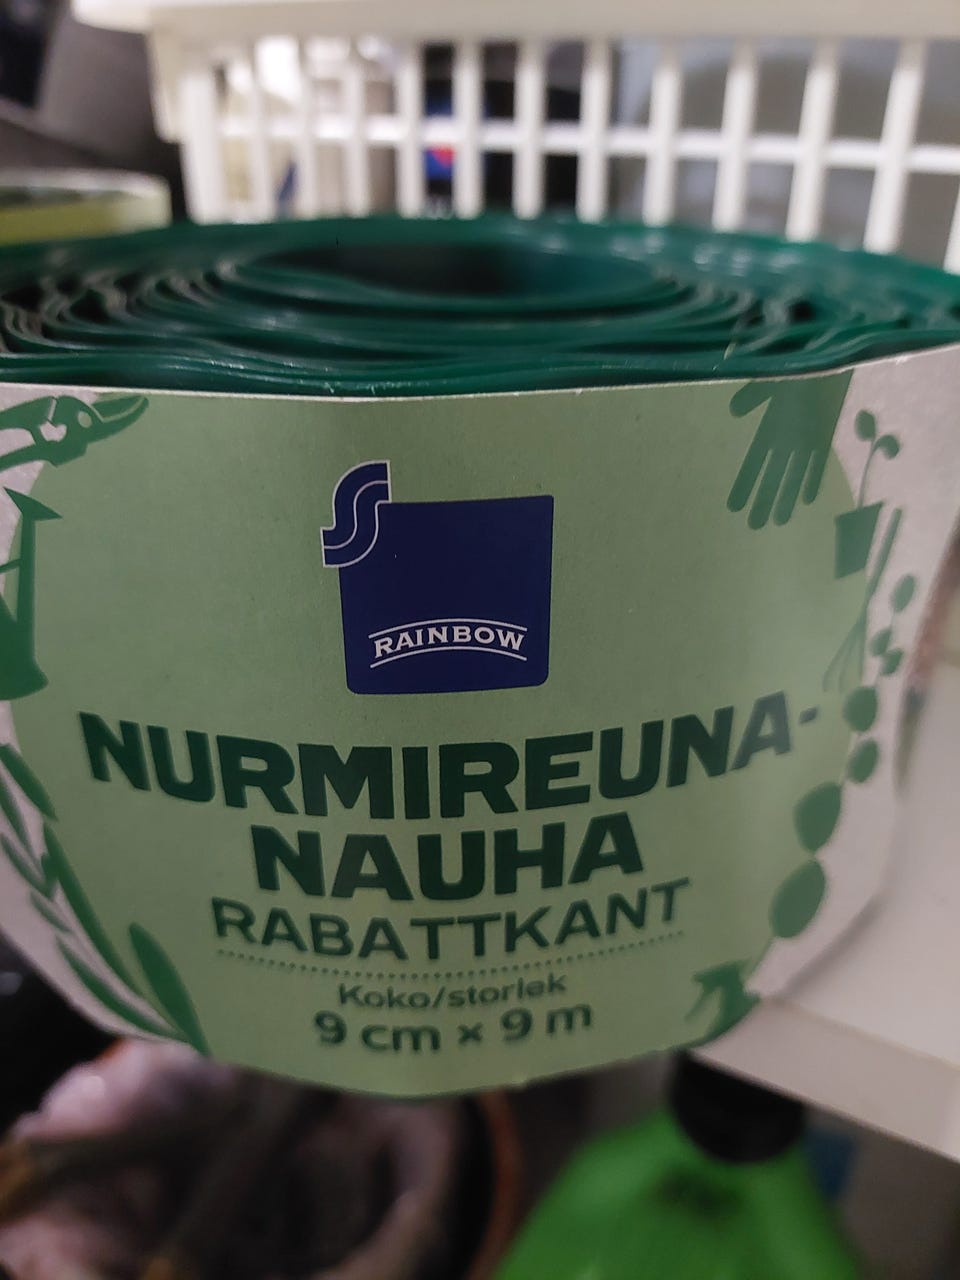 RAINBOW
NURMIREUNA-
NAUHA
RABATTKANT
Koko/storlek
9 cm x 9 m